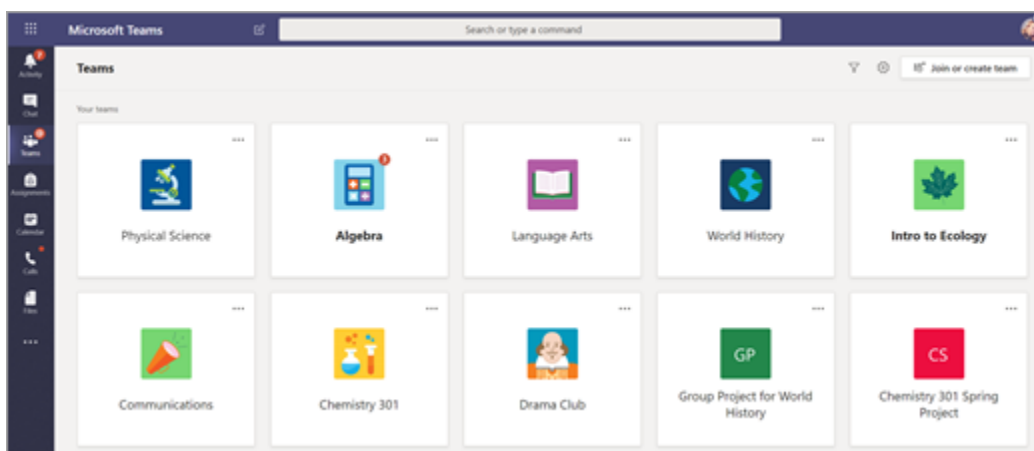 Microsoft Teams
Search or type a command
Activity
Chat
Teams
Assignments
Calendar
Calls
Files
Teams
Join or create team
Your teams
Physical Science
Algebra
Language Arts
World History
Intro to Ecology
Communications
Chemistry 301
Drama Club
GP
Group Project for World
History
CS
Chemistry 301 Spring
Project